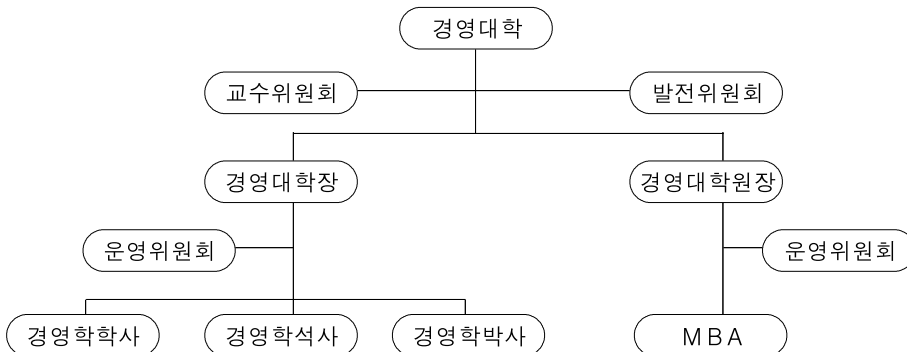 경영대학
교수위원회
발전위원회
경영대학장
경영대학원장
운영위원회
운영위원회
경영학학사
경영학석사
경영학박사
MBA